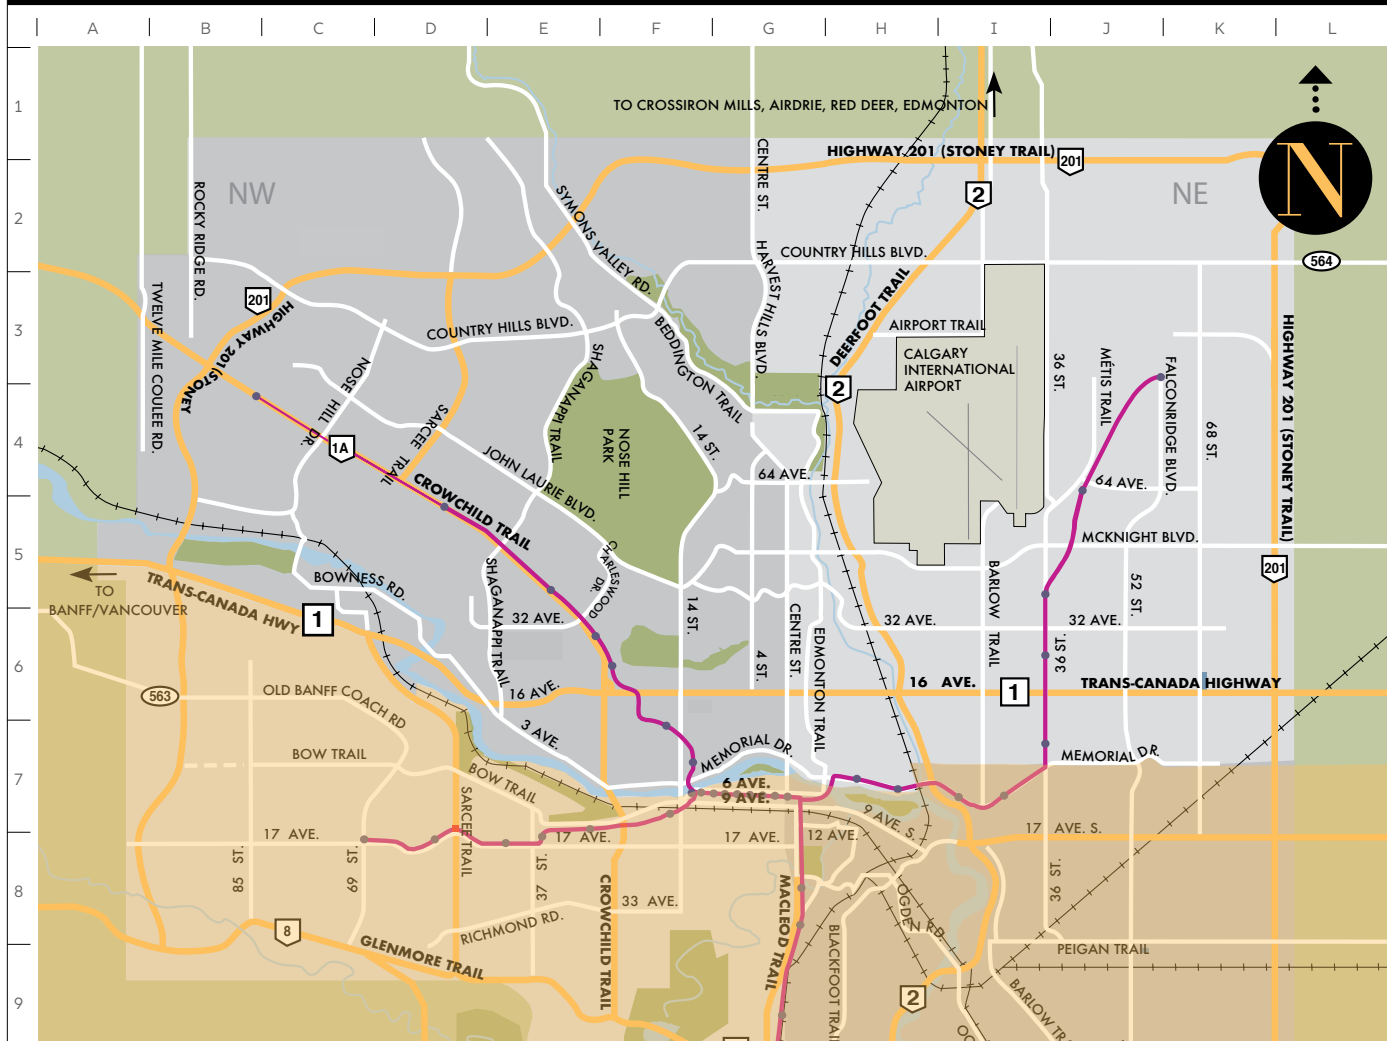 A B C D E F G H I J K L
1
2
3
4
5
6
7
8
9
N
NW
NE
TO CROSSIRON MILLS, AIRDRIE, RED DEER, EDMONTON
HIGHWAY 201 (STONEY TRAIL)
201
2
CENTRE ST.
ROCKY RIDGE RD.
SYMONS VALLEY RD.
COUNTRY HILLS BLVD.
564
HARVEST HILLS BLVD.
DEERFOOT TRAIL
TWELVE MILE COULEE RD.
201
HIGHWAY 201(STONEY
COUNTRY HILLS BLVD.
BEDDINGTON TRAIL
AIRPORT TRAIL
CALGARY
INTERNATIONAL
AIRPORT
2
36 ST.
MÉTIS TRAIL
FALCONRIDGE BLVD.
68 ST.
HIGHWAY 201 (STONEY TRAIL)
NOSE HILL DR.
SHAGANAPPI TRAIL
SARCEE TRAIL
1A
NOSE HILL
PARK
14 ST.
JOHN LAURIE BLVD.
CROWCHILD TRAIL
64 AVE.
64 AVE.
MCKNIGHT BLVD.
201
CHARLESWOOD
DR.
BOWNESS RD.
SHAGANAPPI TRAIL
TO
BANFF/VANCOUVER
TRANS-CANADA HWY
1
32 AVE.
14 ST.
CENTRE ST.
4 ST.
EDMONTON TRAIL
32 AVE.
BARLOW TRAIL
52 ST.
32 AVE.
36 ST.
563
OLD BANFF COACH RD
16 AVE.
16 AVE.
1
TRANS-CANADA HIGHWAY
3 AVE.
MEMORIAL DR.
MEMORIAL DR.
BOW TRAIL
BOW TRAIL
6 AVE.
9 AVE.
9 AVE. S.
17 AVE.
SARCEE TRAIL
17 AVE.
17 AVE.
12 AVE.
17 AVE. S.
85 ST.
69 ST.
37 ST.
36 ST.
CROWCHILD TRAIL
33 AVE.
MACLEOD TRAIL
OGDEN RD.
8
GLENMORE TRAIL
RICHMOND RD.
BLACKFOOT TRAI
PEIGAN TRAIL
2
BARLOW TRA
OG